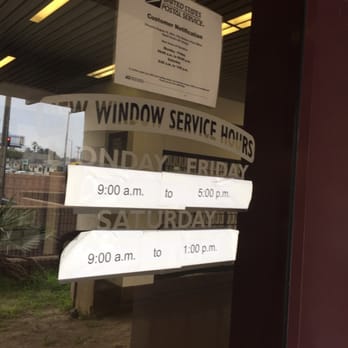 UNITED STATES
POSTAL SERVICE
Customer Notification
NEW WINDOW SERVICE HOURS
MONDAY - FRIDAY
9:00 a.m. to 5:00 p.m.
SATURDAY
9:00 a.m. to 1:00 p.m.